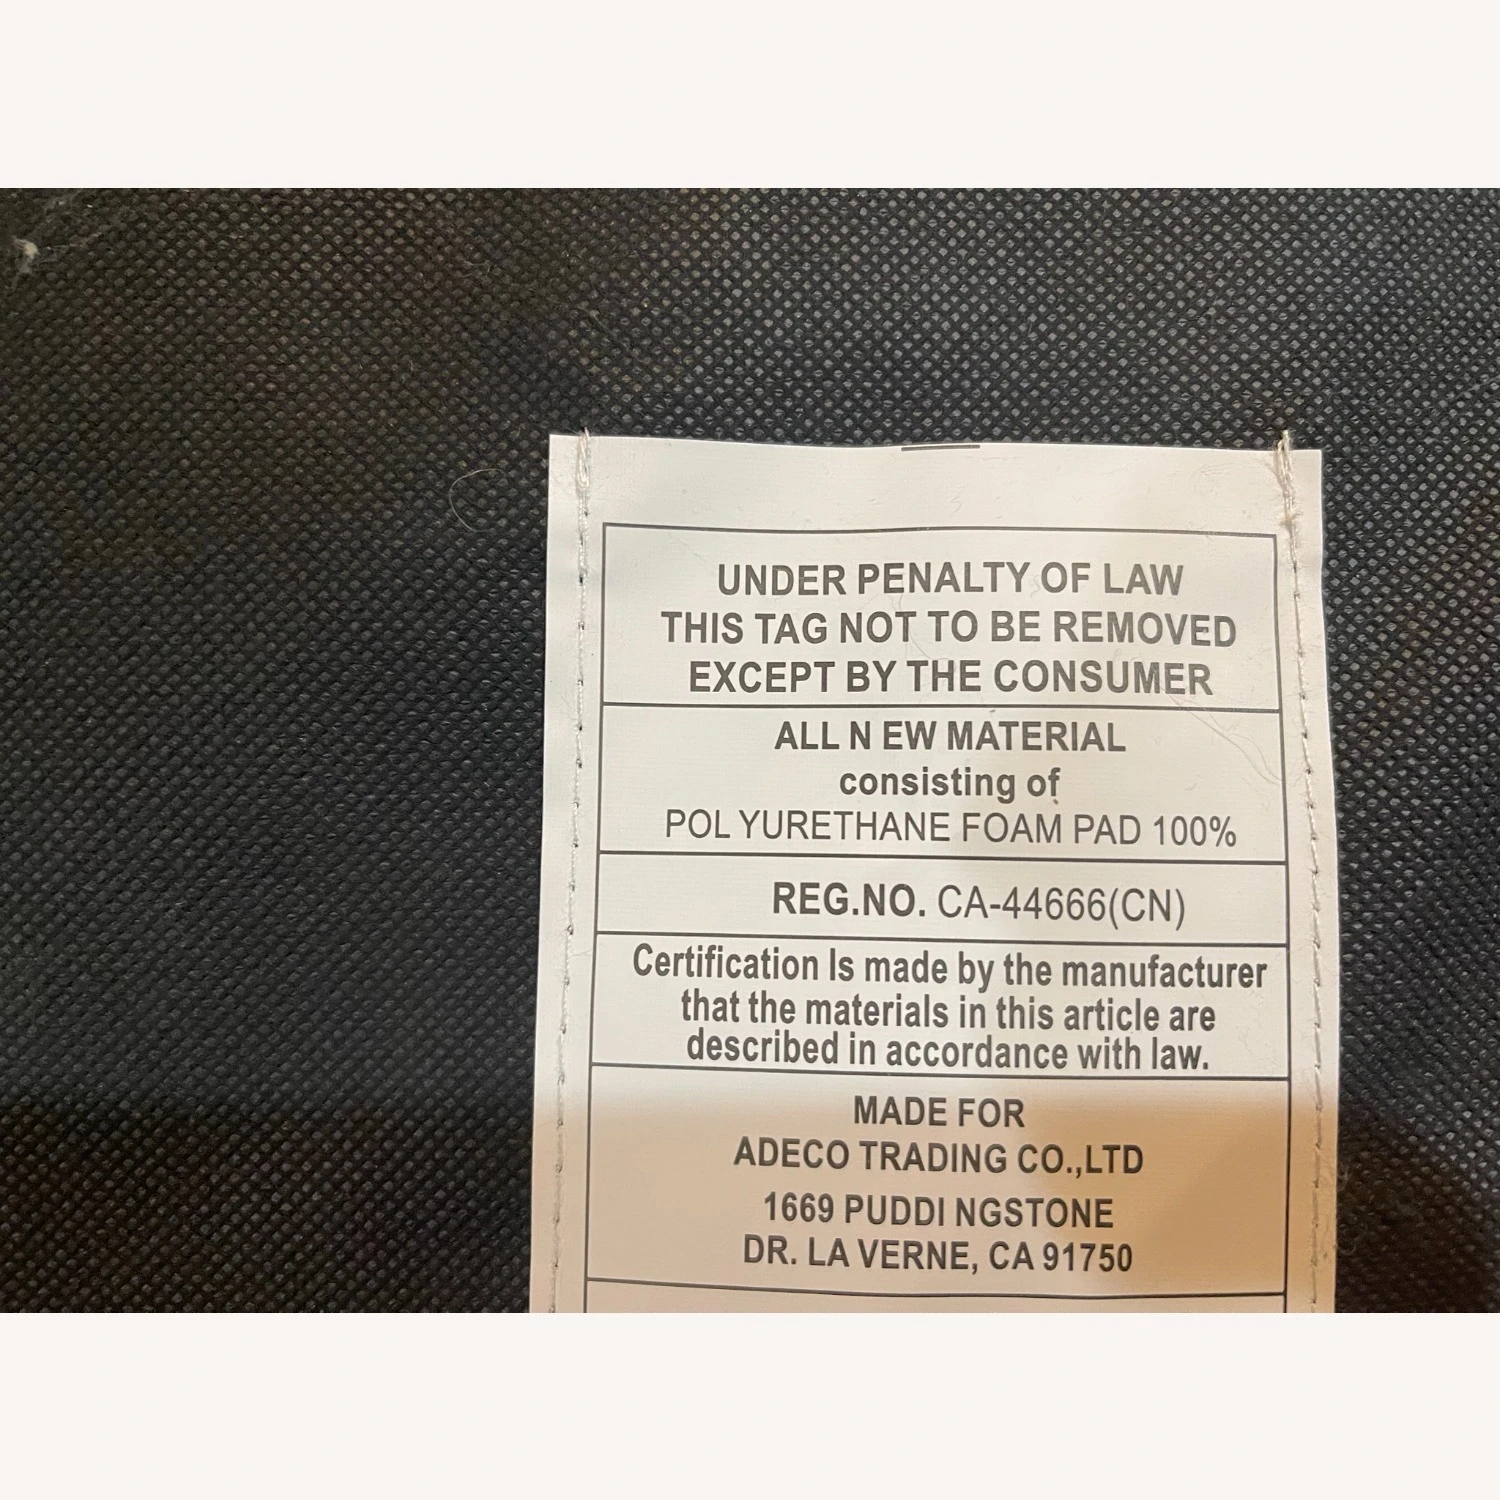 UNDER PENALTY OF LAW
THIS TAG NOT TO BE REMOVED
EXCEPT BY THE CONSUMER
ALL N EW MATERIAL
consisting of
POL YURETHANE FOAM PAD 100%
REG.NO. CA-44666(CN)
Certification Is made by the manufacturer
that the materials in this article are
described in accordance with law.
MADE FOR
ADECO TRADING CO.,LTD
1669 PUDDI NGSTONE
DR. LA VERNE, CA 91750